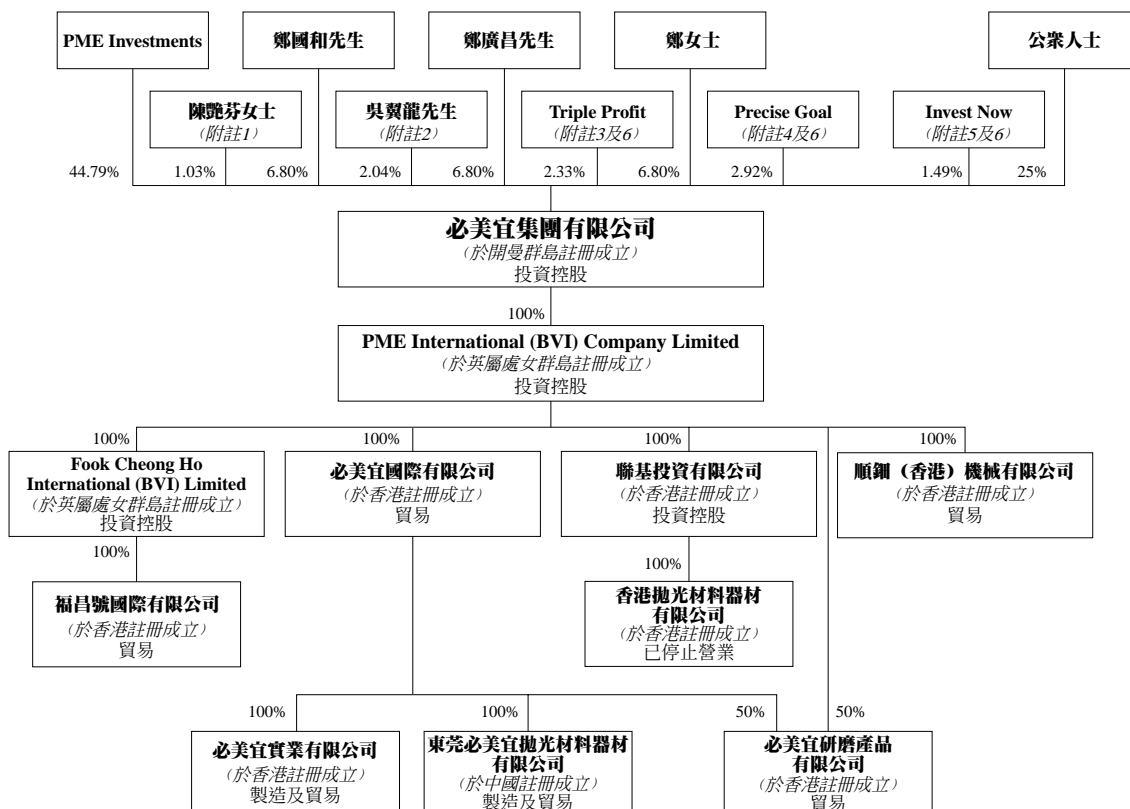 PME Investments
鄭國和先生
鄭廣昌先生
鄭女士
公眾人士
陳艷芬女士
(附註1)
吳翼龍先生
(附註2)
Triple Profit
(附註3及6)
Precise Goal
(附註4及6)
Invest Now
(附註5及6)
44.79% 1.03% 6.80% 2.04% 6.80% 2.33% 6.80% 2.92% 1.49% 25%
必美宜集團有限公司
(於開曼群島註冊成立)
投資控股
100%
PME International (BVI) Company Limited
(於英屬處女群島註冊成立)
投資控股
100% 100% 100% 100%
Fook Cheong Ho
International (BVI) Limited
(於英屬處女群島註冊成立)
投資控股
必美宜國際有限公司
(於香港註冊成立)
貿易
聯基投資有限公司
(於香港註冊成立)
投資控股
順鈿(香港)機械有限公司
(於香港註冊成立)
貿易
100% 100%
福昌號國際有限公司
(於香港註冊成立)
貿易
香港拋光材料器材
有限公司
(於香港註冊成立)
已停止營業
100% 100% 50% 50%
必美宜實業有限公司
(於香港註冊成立)
製造及貿易
東莞必美宜拋光材料器材
有限公司
(於中國註冊成立)
製造及貿易
必美宜研磨產品
有限公司
(於香港註冊成立)
貿易